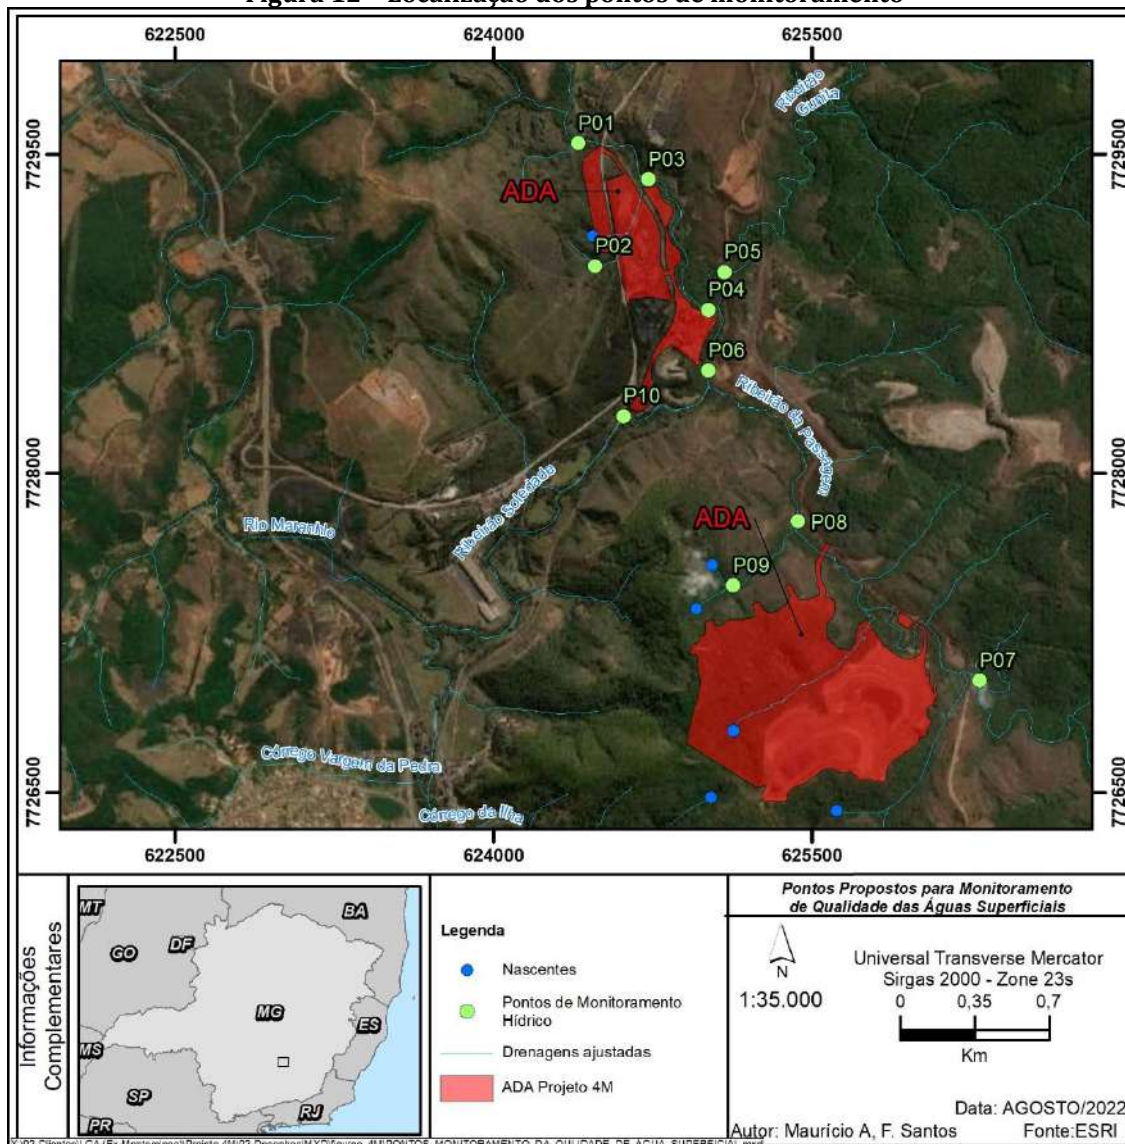 Figura 12 – Localização dos pontos de monitoramento
622500 624000 625500
7729500 7729500
7728000 7728000
7726500 7726500
Ribeirão
P01
P03
ADA
P02
P05
P04
P06
P10
Ribeirão da Passagem
Ribeirão Soledade
ADA
Rio Maranhão
P08
P09
P07
Córrego Vargem da Pedra
Córrego da Ilha
622500 624000 625500
Informações
Complementares
MT
BA
GO
DF
MG
ES
MS
SP
RJ
PR
Legenda
Nascentes
Pontos de Monitoramento
Hídrico
Drenagens ajustadas
ADA Projeto 4M
Pontos Propostos para Monitoramento
de Qualidade das Águas Superficiais
N
1:35.000
Universal Transverse Mercator
Sirgas 2000 - Zone 23s
0 0,35 0,7
Km
Data: AGOSTO/2022
Autor: Maurício A, F. Santos Fonte:ESRI